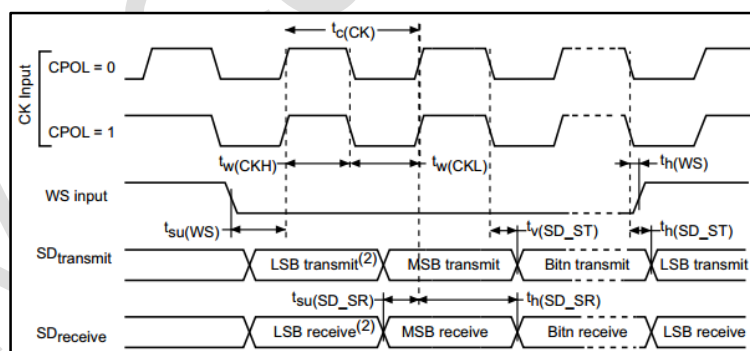 tc(CK)
CK Input
CPOL = 0
CPOL = 1
tw(CKH)
tw(CKL)
th(WS)
WS input
tsu(WS)
tv(SD_ST)
th(SD_ST)
SDtransmit
LSB transmit(2)
MSB transmit
Bitn transmit
LSB transmit
tsu(SD_SR)
th(SD_SR)
SDreceive
LSB receive(2)
MSB receive
Bitn receive
LSB receive